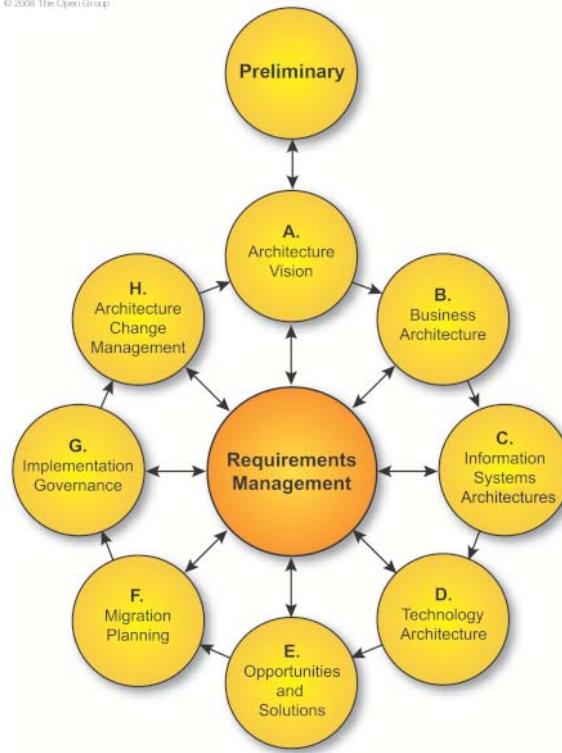 © 2008 The Open Group
Preliminary
A.
Architecture
Vision
B.
Business
Architecture
C.
Information
Systems
Architectures
D.
Technology
Architecture
E.
Opportunities
and
Solutions
F.
Migration
Planning
G.
Implementation
Governance
H.
Architecture
Change
Management
Requirements
Management